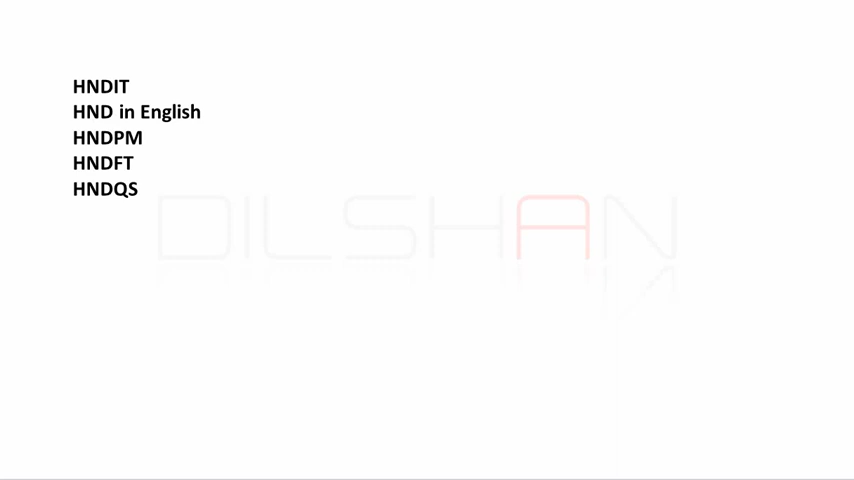 HNDIT
HND in English
HNDPM
HNDFT
HNDQS
DILSHAN